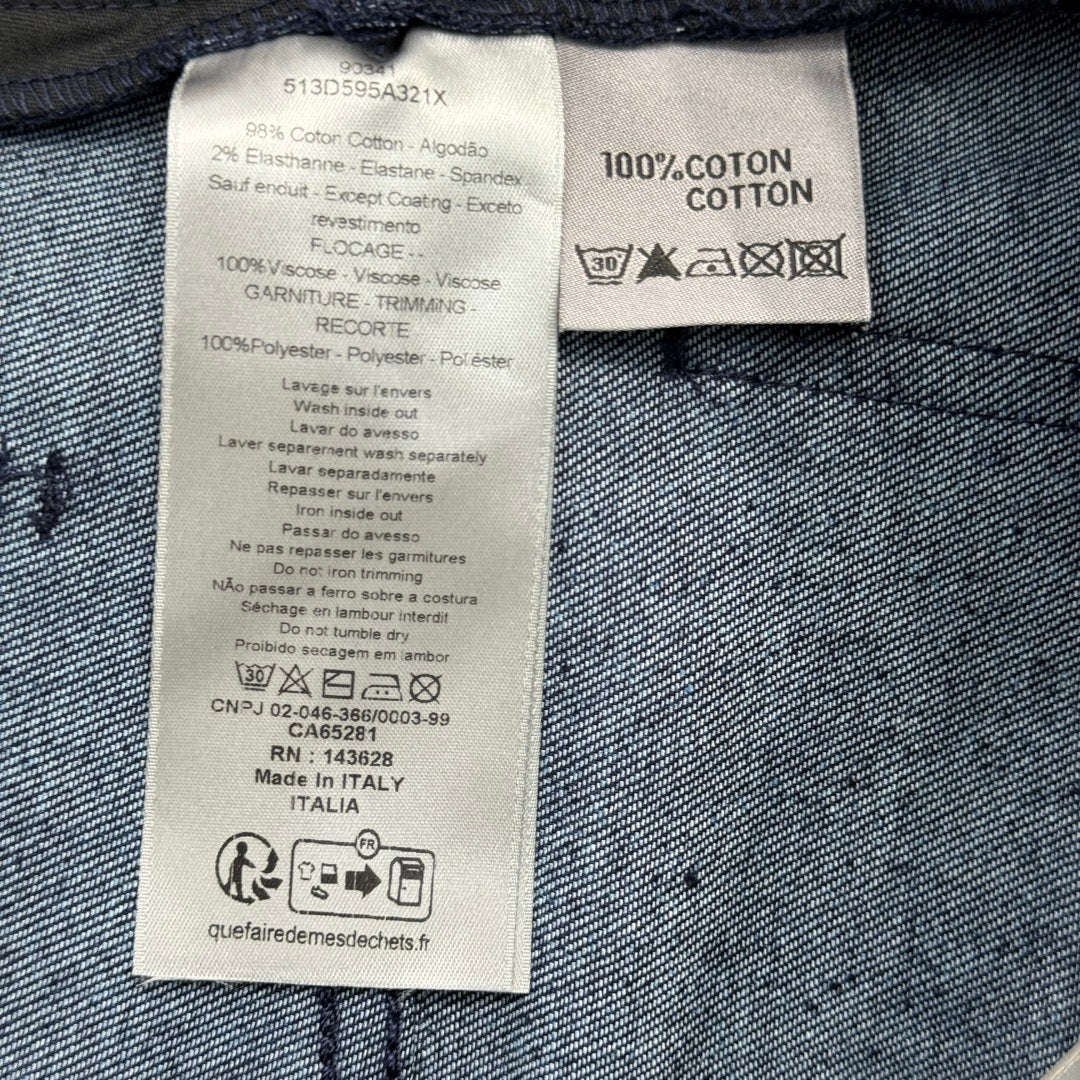 90341
513D595A321X
98% Coton Cotton - Algodão
2% Elasthanne - Elastane - Spandex
Sauf enduit - Except Coating - Exceto
revestimento
FLOCAGE - -
100%Viscose - Viscose - Viscose
GARNITURE - TRIMMING -
RECORTE
100%Polyester - Polyester - Poléster
Lavage sur l'envers
Wash inside out
Lavar do avesso
Laver separement wash separately
Lavar separadamente
Repasser sur l'envers
Iron inside out
Passar do avesso
Ne pas repasser les garmitures
Do not iron trimming
NÃo passar a ferro sobre a costura
Séchage en lambour interdit
Do not tumble dry
Proibido secagem em lambor
30
CNPJ 02-046-366/0003-99
CA65281
RN : 143628
Made In ITALY
ITALIA
FR
quefairedemesdechets.fr
100%COTON
COTTON
30